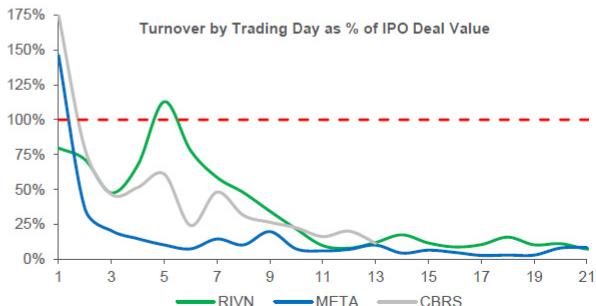 Turnover by Trading Day as % of IPO Deal Value
175%
150%
125%
100%
75%
50%
25%
0%
1 3 5 7 9 11 13 15 17 19 21
RIVN META CBRS